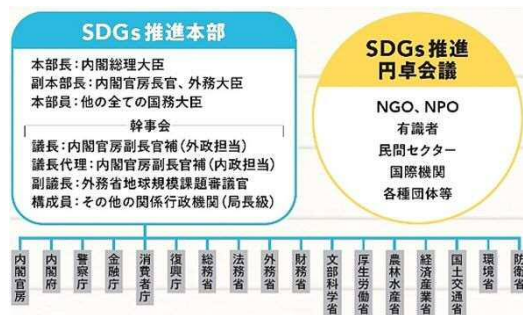 SDGs推進本部
本部長：内閣総理大臣
副本部長：内閣官房長官、外務大臣
本部員：他の全ての国務大臣
幹事会
議長：内閣官房副長官補（外政担当）
議長代理：内閣官房副長官補（内政担当）
副議長：外務省地球規模課題審議官
構成員：その他の関係行政機関（局長級）
SDGs推進
円卓会議
NGO、NPO
有識者
民間セクター
国際機関
各種団体等
内閣官房
内閣府
警察庁
金融庁
消費者庁
復興庁
総務省
法務省
外務省
財務省
文部科学省
厚生労働省
農林水産省
経済産業省
国土交通省
環境省
防衛省